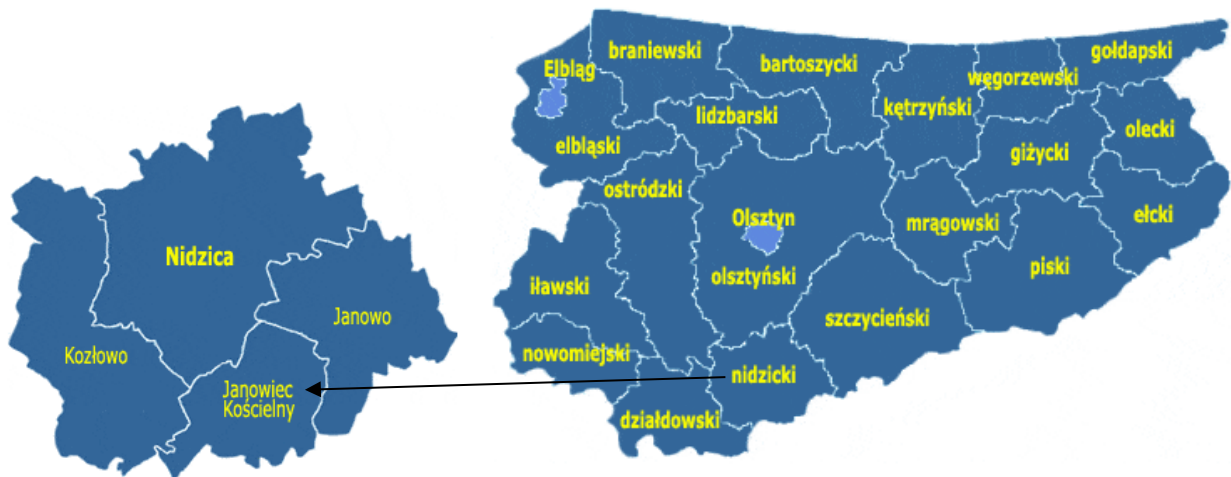 Nidzica
Janowo
Kozłowo
Janowiec
Kościelny
braniewski
gołdapski
bartoszycki
Elbląg
węgorzewski
kętrzyński
lidzbarski
olecki
elbląski
giżycki
ostródzki
Olsztyn
mrągowski
ełcki
olsztyński
piski
iławski
szczycieński
nowomiejski
nidzicki
działdowski